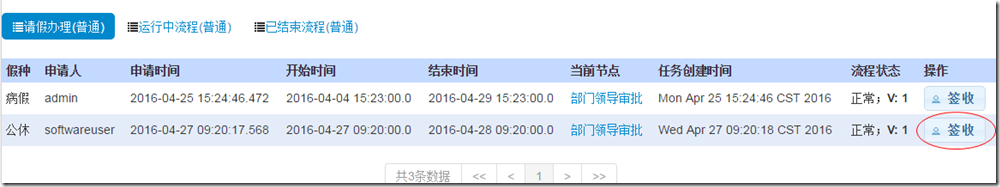 请假办理(普通) 运行中流程(普通) 已结束流程(普通)
假种 申请人 申请时间 开始时间 结束时间 当前节点 任务创建时间 流程状态 操作
病假 admin 2016-04-25 15:24:46.472 2016-04-04 15:23:00.0 2016-04-29 15:23:00.0 部门领导审批 Mon Apr 25 15:24:46 CST 2016 正常；V: 1 签收
公休 softwareuser 2016-04-27 09:20:17.568 2016-04-27 09:20:00.0 2016-04-28 09:20:00.0 部门领导审批 Wed Apr 27 09:20:18 CST 2016 正常；V: 1 签收
共3条数据 << < 1 > >>